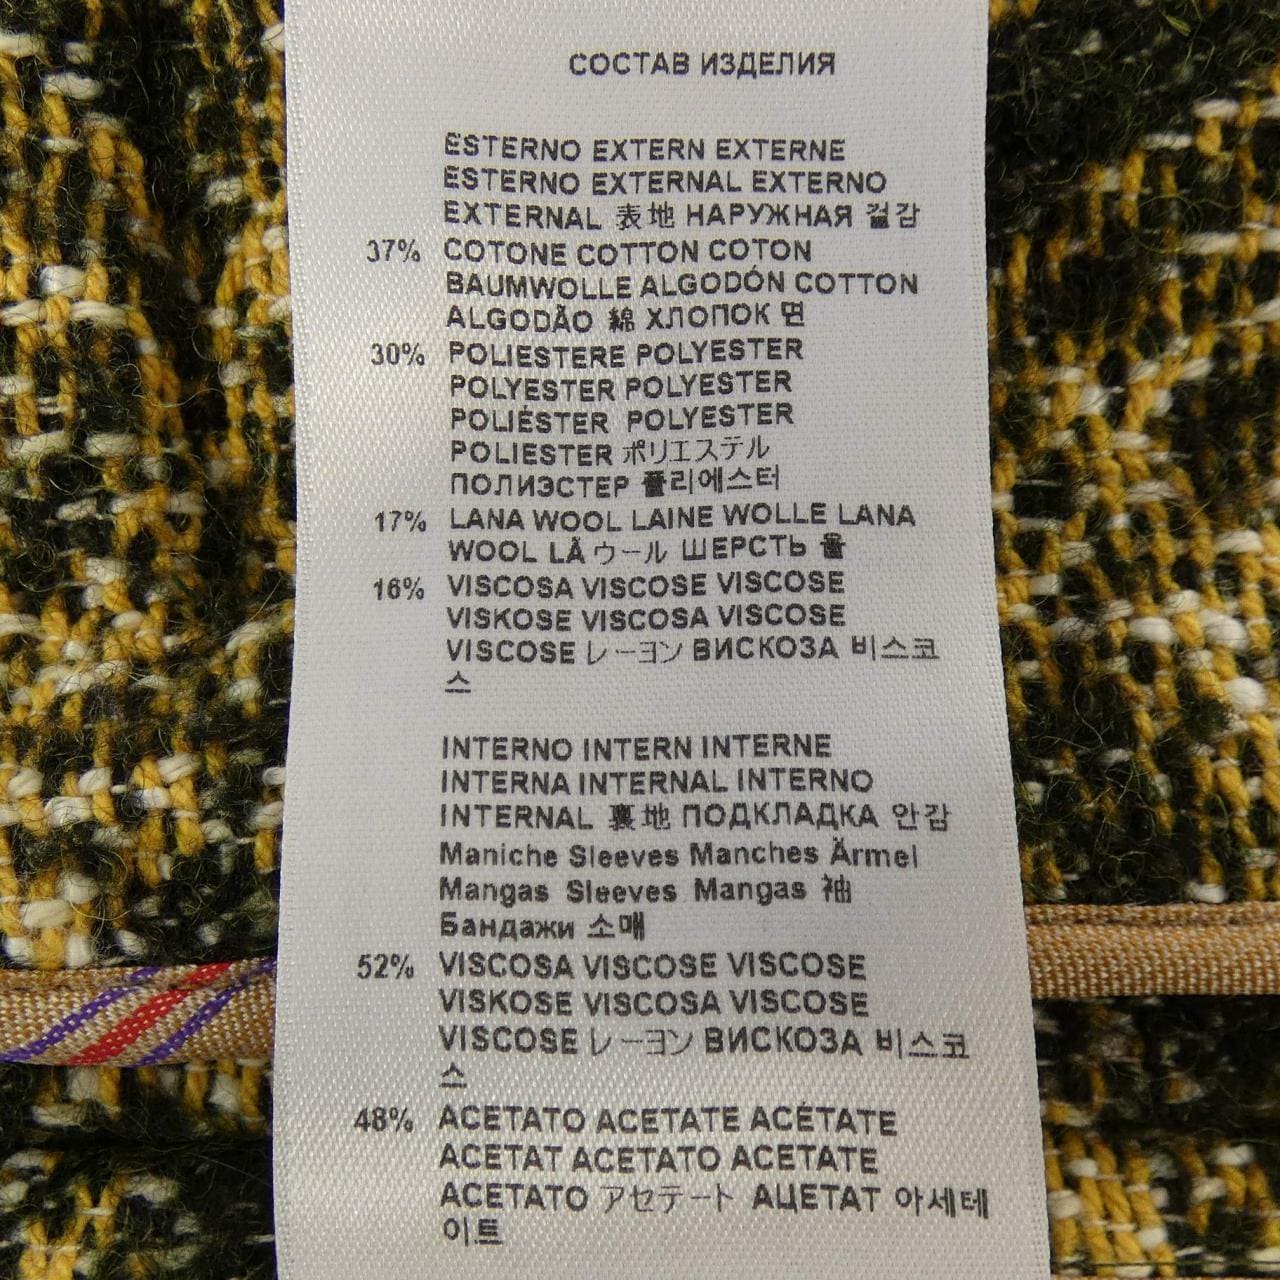 СОСТАВ ИЗДЕЛИЯ
ESTERNO EXTERN EXTERNE
ESTERNO EXTERNAL EXTERNO
EXTERNAL 表地 НАРУЖНАЯ 겉감
37% COTONE COTTON COTON
BAUMWOLLE ALGODÓN COTTON
ALGODÃO 綿 ХЛОПОК 면
30% POLIESTERE POLYESTER
POLYESTER POLYESTER
POLIÉSTER POLYESTER
POLIESTER ポリエステル
ПОЛИЭСТЕР 폴리에스터
17% LANA WOOL LAINE WOLLE LANA
WOOL LÃ ウール ШЕРСТЬ 울
16% VISCOSA VISCOSE VISCOSE
VISKOSE VISCOSA VISCOSE
VISCOSE レーヨン ВИСКОЗА 비스코
스
INTERNO INTERN INTERNE
INTERNA INTERNAL INTERNO
INTERNAL 裏地 ПОДКЛАДКА 안감
Maniche Sleeves Manches Ärmel
Mangas Sleeves Mangas 袖
Бандажи 소매
52% VISCOSA VISCOSE VISCOSE
VISKOSE VISCOSA VISCOSE
VISCOSE レーヨン ВИСКОЗА 비스코
스
48% ACETATO ACETATE ACÉTATE
ACETAT ACETATO ACETATE
ACETATO アセテート АЦЕТАТ 아세테
이트